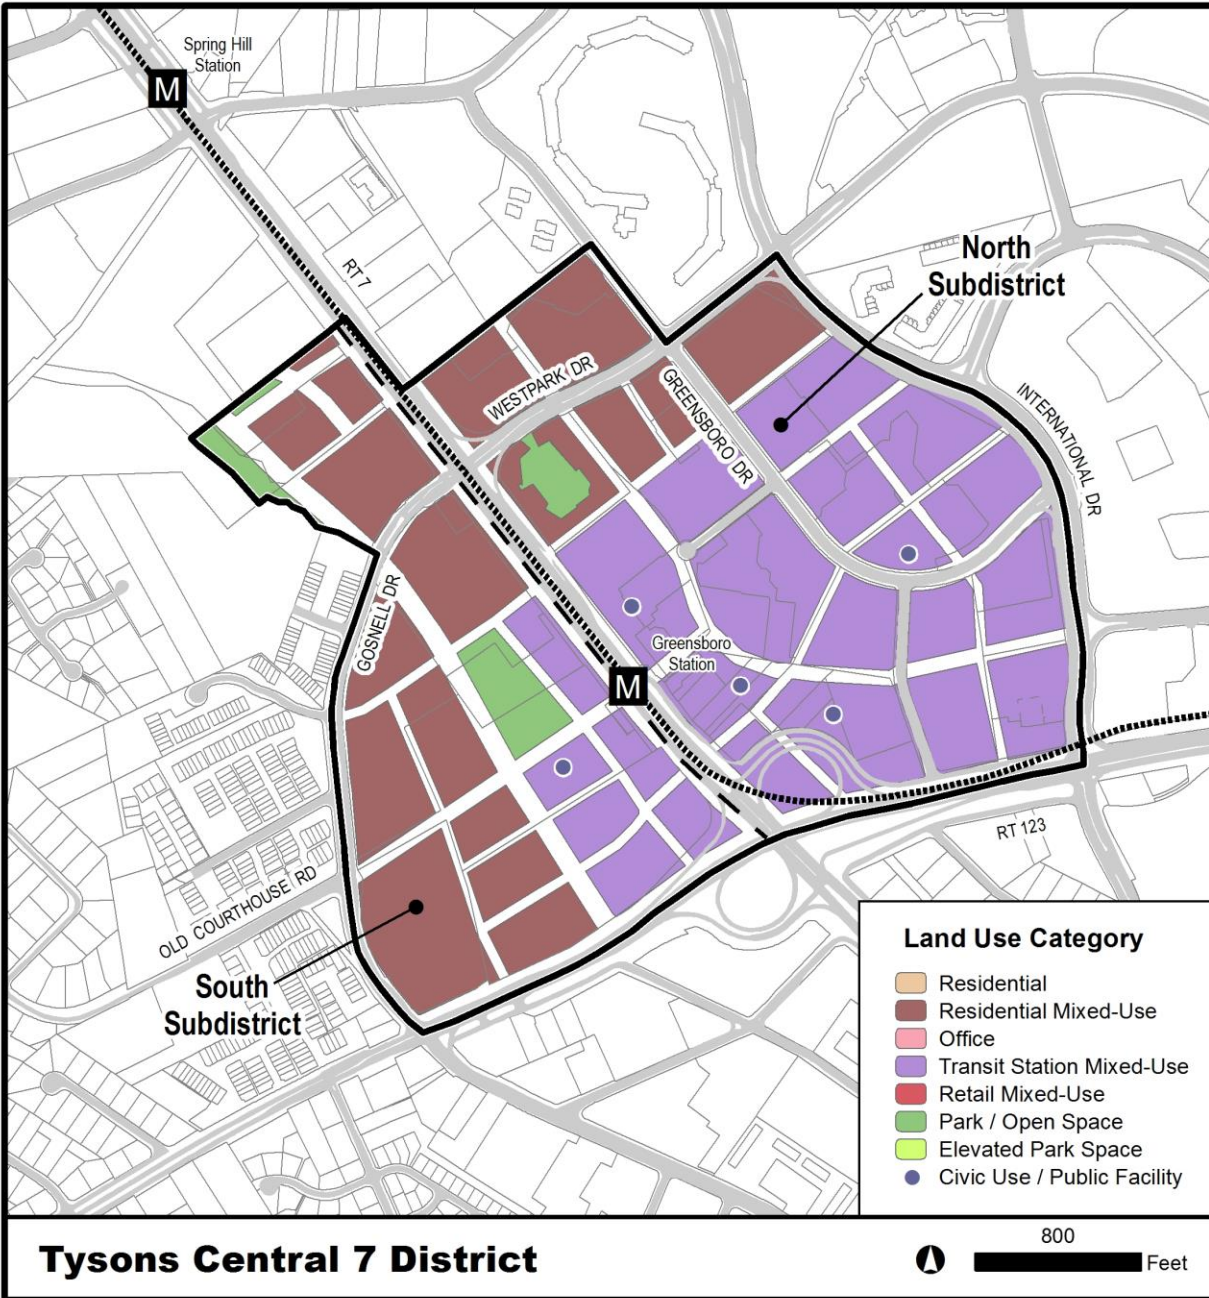 Spring Hill
Station
M
RT 7
North
Subdistrict
WESTPARK DR
GREENSBORO DR
INTERNATIONAL DR
GOSNELL DR
Greensboro
Station
M
RT 123
OLD COURTHOUSE RD
South
Subdistrict
Land Use Category
Residential
Residential Mixed-Use
Office
Transit Station Mixed-Use
Retail Mixed-Use
Park / Open Space
Elevated Park Space
Civic Use / Public Facility
Tysons Central 7 District
800
Feet